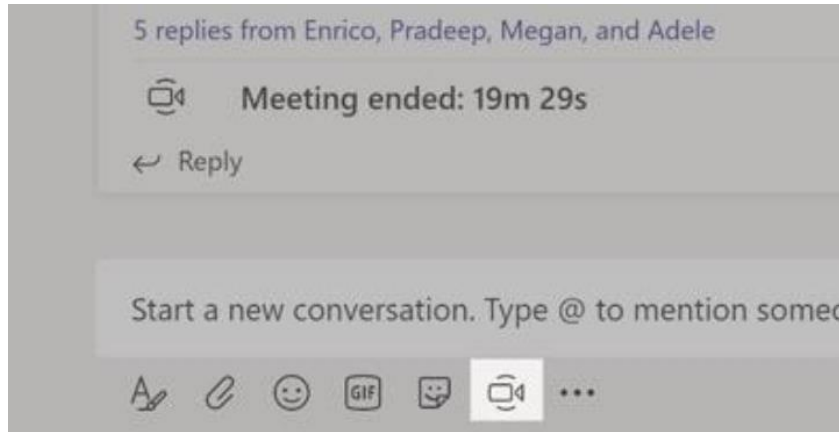 5 replies from Enrico, Pradeep, Megan, and Adele
Meeting ended: 19m 29s
Reply
Start a new conversation. Type @ to mention
GIF